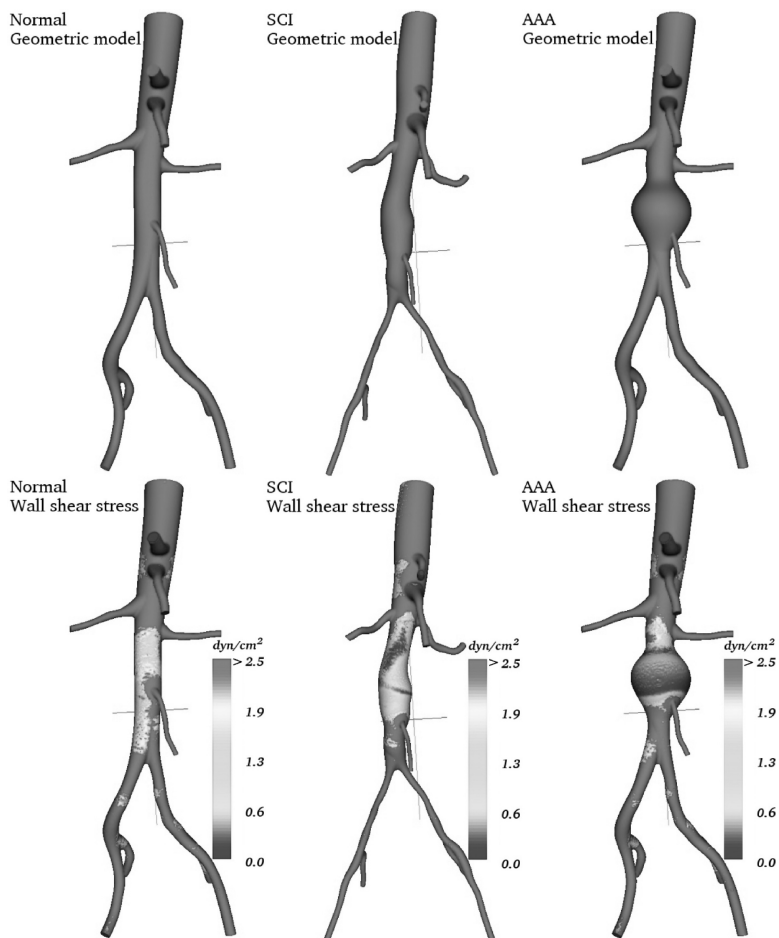 Normal
Geometric model
SCI
Geometric model
AAA
Geometric model
Normal
Wall shear stress
SCI
Wall shear stress
AAA
Wall shear stress
dyn/cm²
> 2.5
1.9
1.3
0.6
0.0
dyn/cm²
> 2.5
1.9
1.3
0.6
0.0
dyn/cm²
> 2.5
1.9
1.3
0.6
0.0